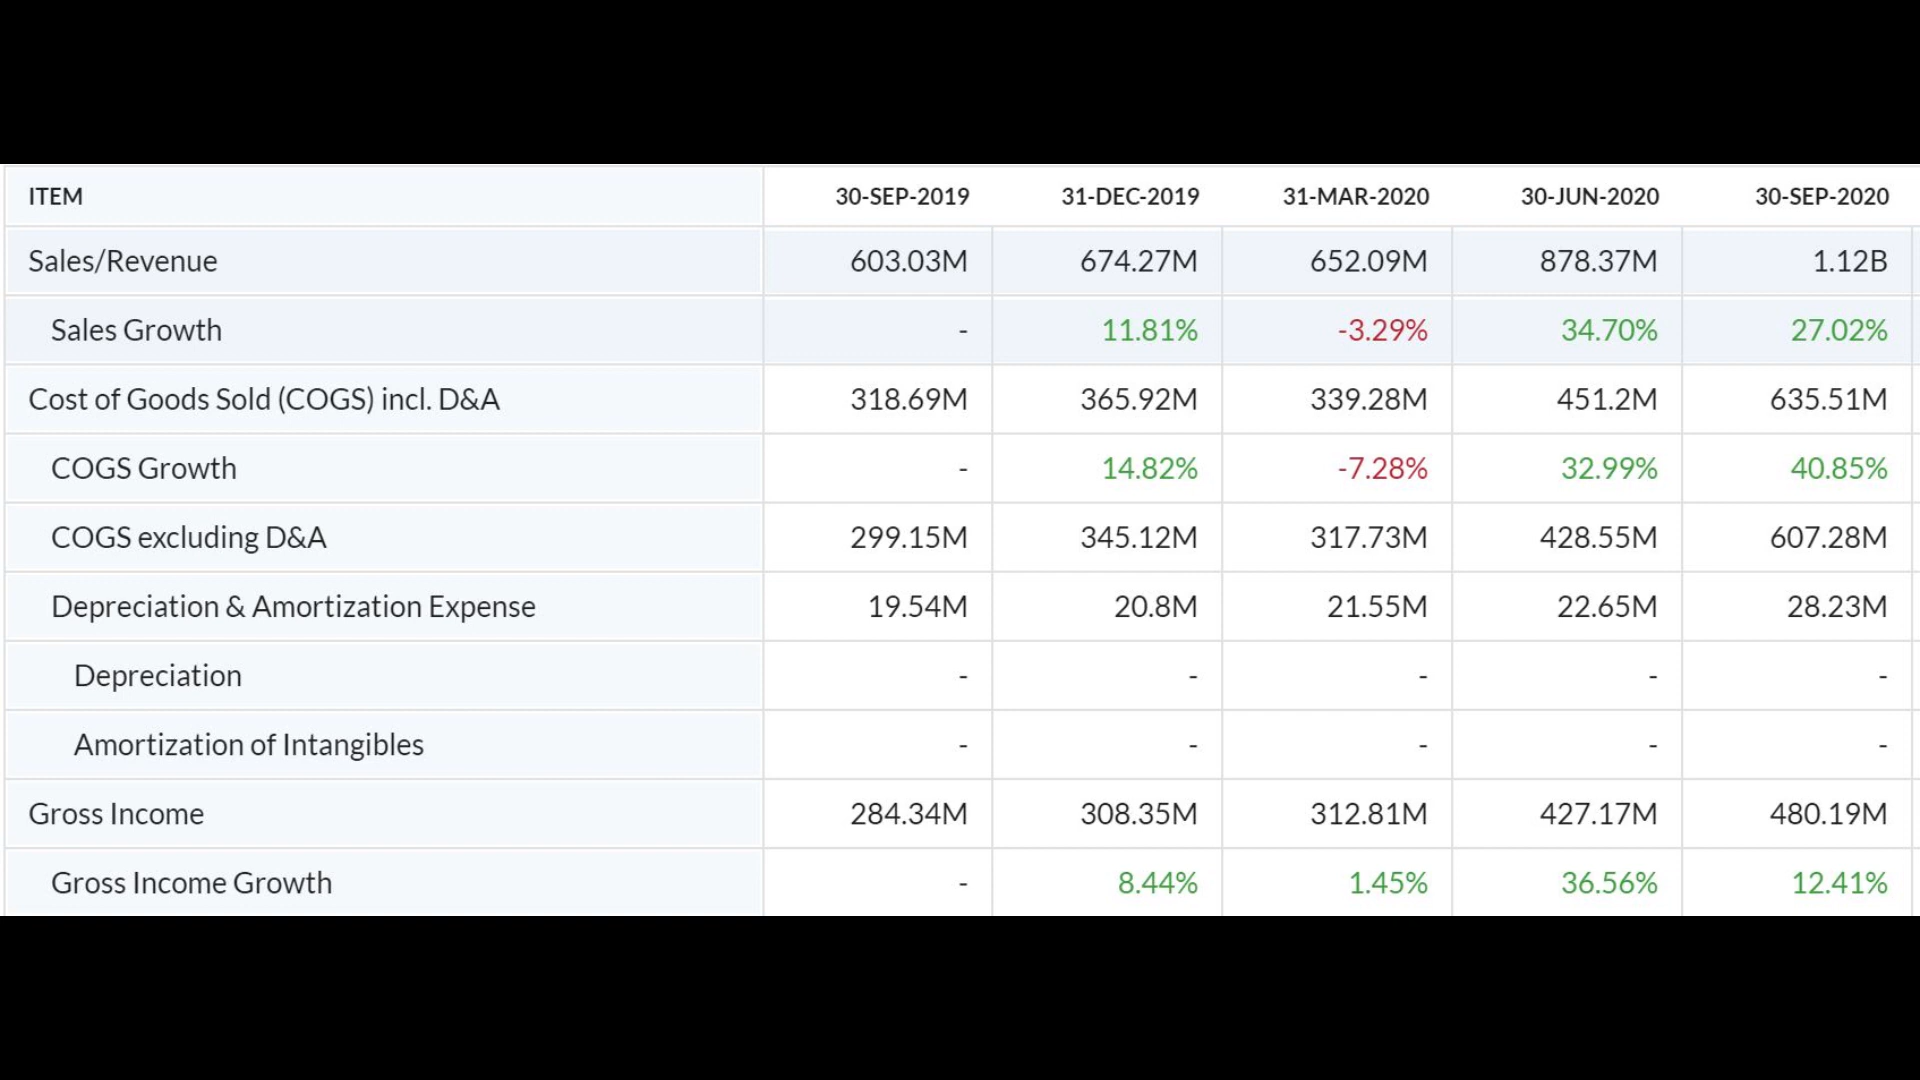 ITEM 30-SEP-2019 31-DEC-2019 31-MAR-2020 30-JUN-2020 30-SEP-2020
Sales/Revenue 603.03M 674.27M 652.09M 878.37M 1.12B
Sales Growth - 11.81% -3.29% 34.70% 27.02%
Cost of Goods Sold (COGS) incl. D&A 318.69M 365.92M 339.28M 451.2M 635.51M
COGS Growth - 14.82% -7.28% 32.99% 40.85%
COGS excluding D&A 299.15M 345.12M 317.73M 428.55M 607.28M
Depreciation & Amortization Expense 19.54M 20.8M 21.55M 22.65M 28.23M
Depreciation - - - - -
Amortization of Intangibles - - - - -
Gross Income 284.34M 308.35M 312.81M 427.17M 480.19M
Gross Income Growth - 8.44% 1.45% 36.56% 12.41%